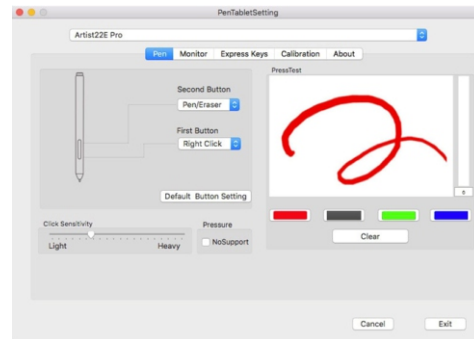 PenTabletSetting
Artist22E Pro
Pen Monitor Express Keys Calibration About
PressTest
Second Button
Pen/Eraser
First Button
Right Click
Default Button Setting
Click Sensitivity
Light Heavy
Pressure
NoSupport
0
Clear
Cancel Exit